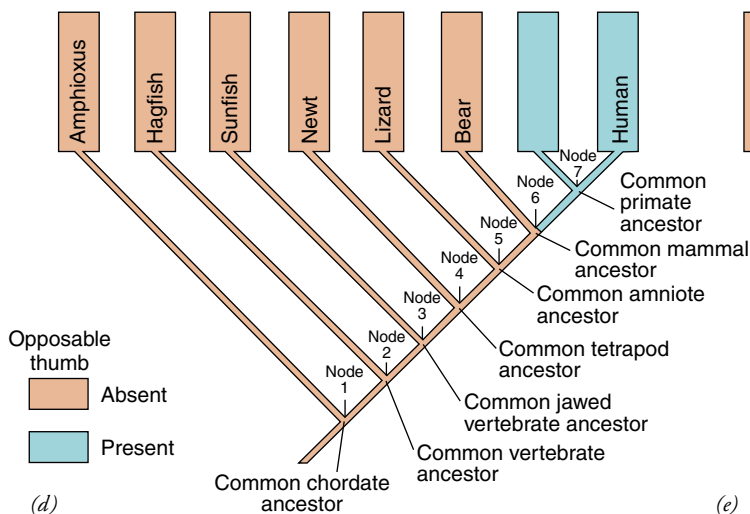 Amphioxus
Hagfish
Sunfish
Newt
Lizard
Bear
Human
Node
7
Node
6
Common
primate
ancestor
Node
5
Common mammal
ancestor
Node
4
Common amniote
ancestor
Node
3
Common tetrapod
ancestor
Node
2
Common jawed
vertebrate ancestor
Node
1
Common vertebrate
ancestor
Common chordate
ancestor
Opposable
thumb
Absent
Present
(d)
(e)